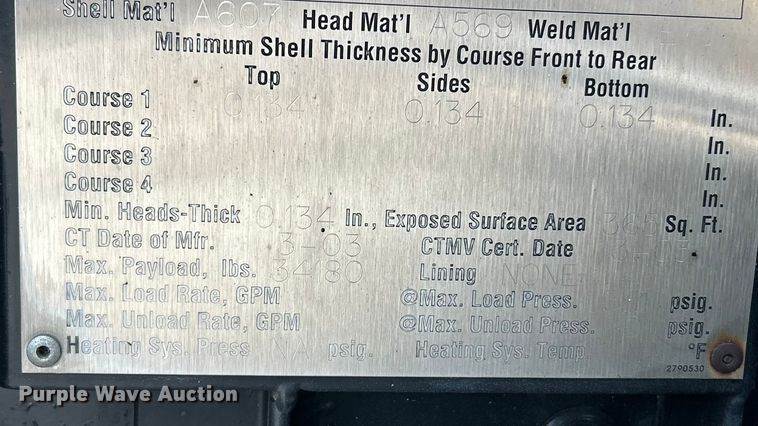 Shell Mat'l A607 Head Mat'l A569 Weld Mat'l
Minimum Shell Thickness by Course Front to Rear
Top Sides Bottom
Course 1 0.134 0.134 0.134 In.
Course 2 In.
Course 3 In.
Course 4 In.
Min. Heads-Thick 0.134 In., Exposed Surface Area 365 Sq. Ft.
CT Date of Mfr. 3-03 CTMV Cert. Date
Max. Payload, lbs. 34180 Lining NONE
Max. Load Rate, GPM @Max. Load Press. psig.
Max. Unload Rate, GPM @Max. Unload Press. psig.
Heating Sys. Press NA psig. Heating Sys. Temp °F
2790530
Purple Wave Auction